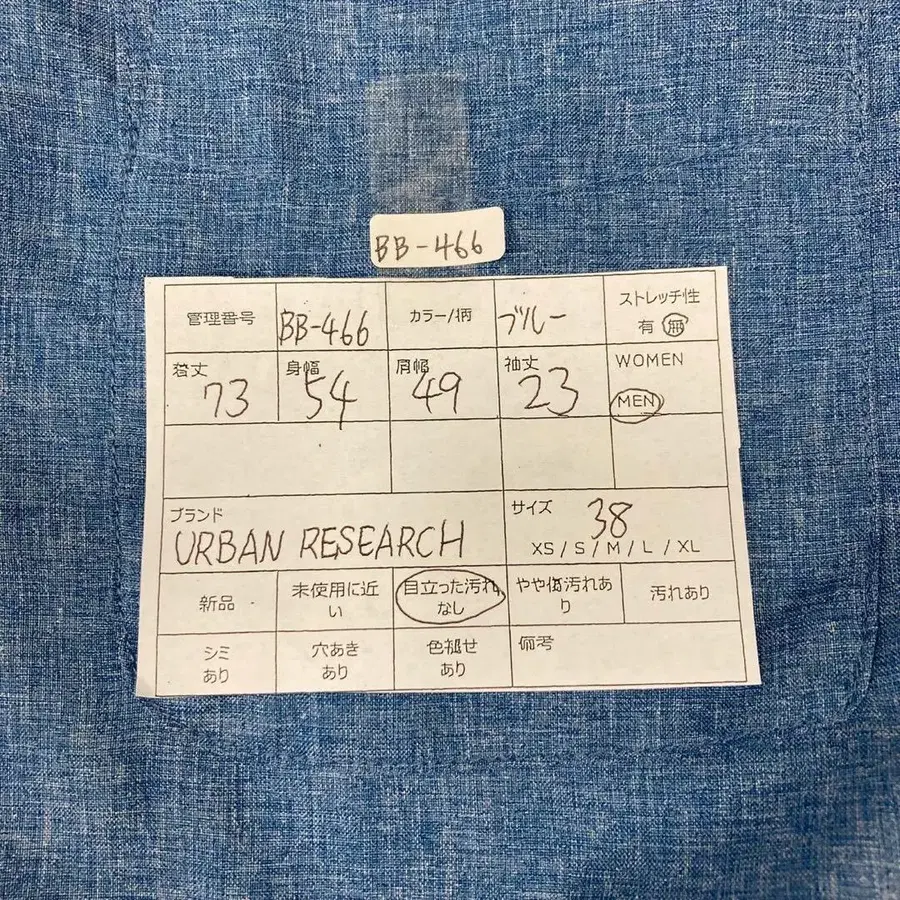 BB-466
管理番号 BB-466 カラー/柄 ブルー ストレッチ性
有 無
着丈 身幅 肩幅 袖丈 WOMEN
73 54 49 23 MEN
ブランド サイズ 38
URBAN RESEARCH XS / S / M / L / XL
新品 未使用に近い 目立った汚れなし やや傷汚れあり 汚れあり
シミあり 穴あきあり 色褪せあり 備考